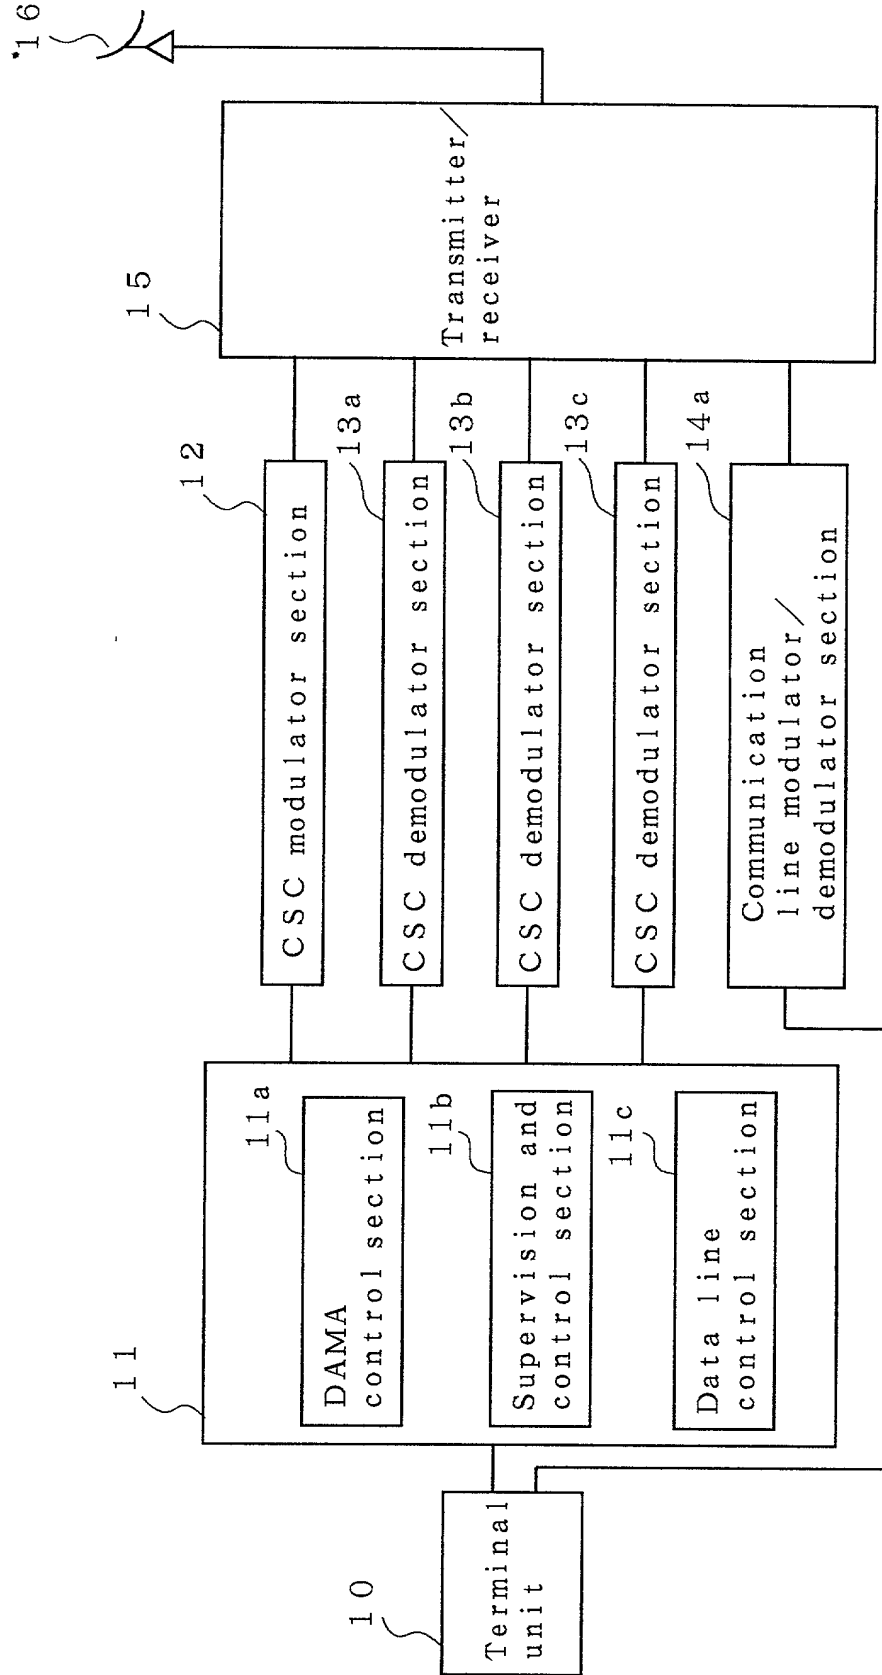 10
Terminal
unit
11
11a
DAMA
control section
11b
Supervision and
control section
11c
Data line
control section
12
CSC modulator section
13a
CSC demodulator section
13b
CSC demodulator section
13c
CSC demodulator section
14a
Communication
line modulator/
demodulator section
15
Transmitter/
receiver
16